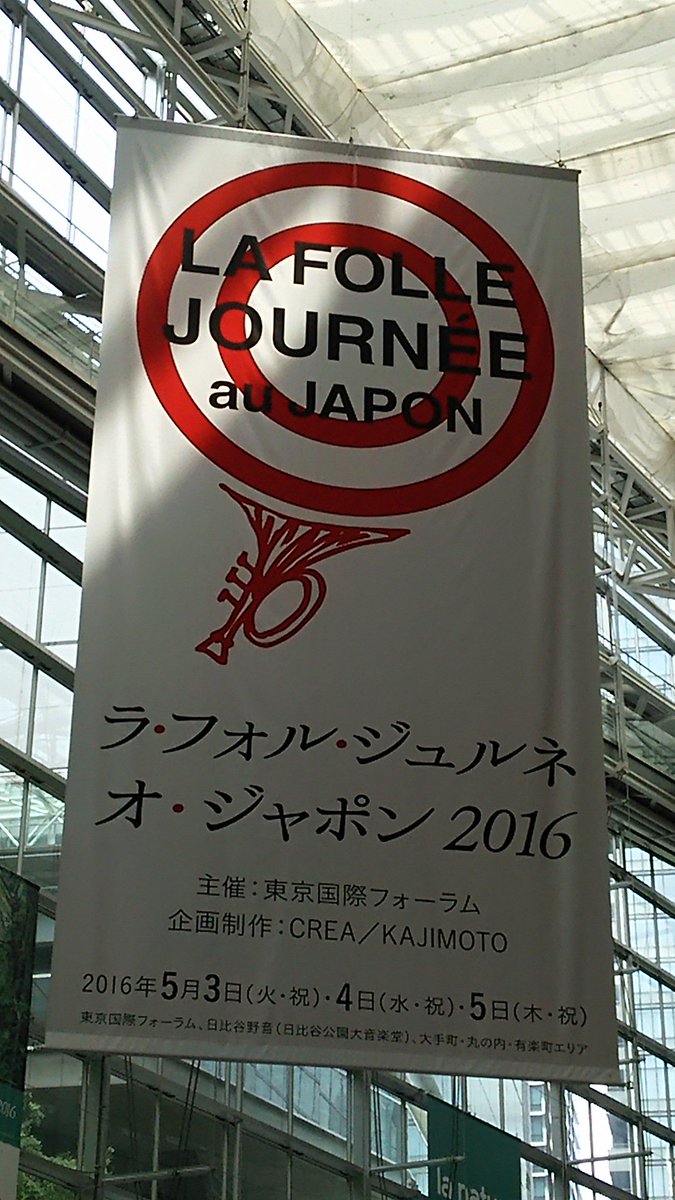 LA FOLLE
JOURNÉE
au JAPON
ラ・フォル・ジュルネ
オ・ジャポン 2016
主催：東京国際フォーラム
企画制作：CREA／KAJIMOTO
2016年5月3日(火・祝)・4日(水・祝)・5日(木・祝)
東京国際フォーラム、日比谷野音(日比谷公園大音楽堂)、大手町・丸の内・有楽町エリア
2016
la nat